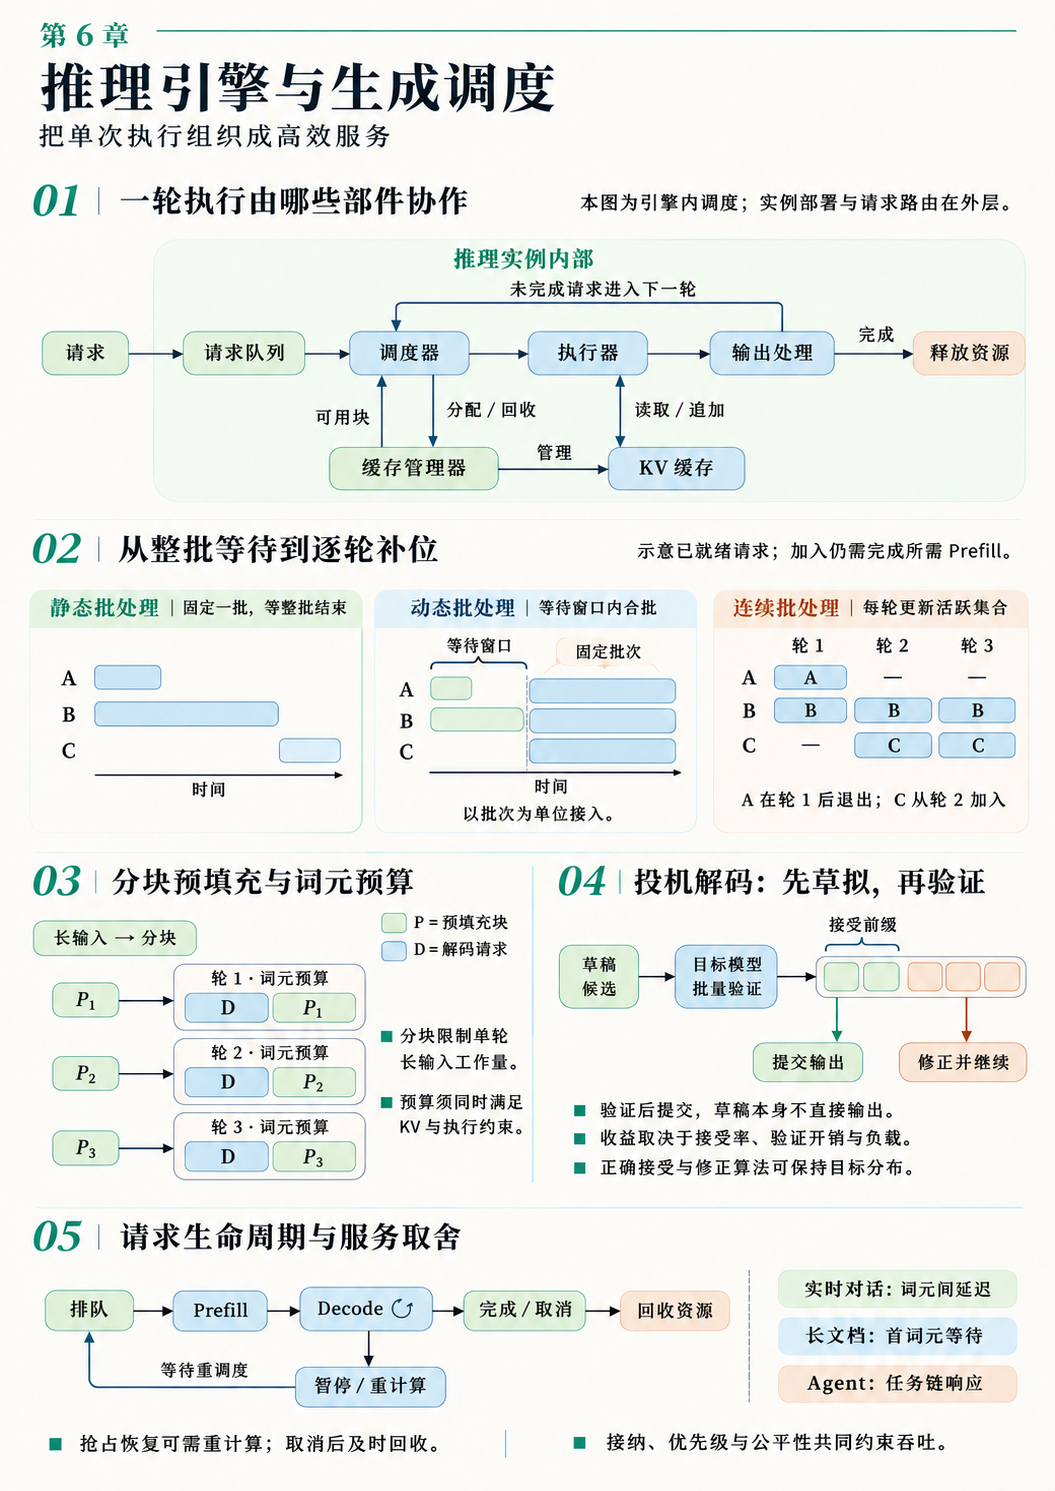 第 6 章
推理引擎与生成调度
把单次执行组织成高效服务
01 一轮执行由哪些部件协作
本图为引擎内调度；实例部署与请求路由在外层。
推理实例内部
未完成请求进入下一轮
请求
请求队列
调度器
执行器
输出处理
完成
释放资源
可用块
分配 / 回收
读取 / 追加
缓存管理器
管理
KV 缓存
02 从整批等待到逐轮补位
示意已就绪请求；加入仍需完成所需 Prefill。
静态批处理 | 固定一批，等整批结束
A
B
C
时间
动态批处理 | 等待窗口内合批
等待窗口
固定批次
A
B
C
时间
以批次为单位接入。
连续批处理 | 每轮更新活跃集合
轮 1 轮 2 轮 3
A A — —
B B B B
C — C C
A 在轮 1 后退出；C 从轮 2 加入
03 分块预填充与词元预算
长输入 → 分块
P = 预填充块
D = 解码请求
P1
轮 1 · 词元预算
D P1
P2
轮 2 · 词元预算
D P2
P3
轮 3 · 词元预算
D P3
分块限制单轮
长输入工作量。
预算须同时满足
KV 与执行约束。
04 投机解码：先草拟，再验证
接受前缀
草稿
候选
目标模型
批量验证
提交输出
修正并继续
验证后提交，草稿本身不直接输出。
收益取决于接受率、验证开销与负载。
正确接受与修正算法可保持目标分布。
05 请求生命周期与服务取舍
排队
Prefill
Decode
完成 / 取消
回收资源
等待重调度
暂停 / 重计算
实时对话：词元间延迟
长文档：首词元等待
Agent：任务链响应
抢占恢复可需重计算；取消后及时回收。
接纳、优先级与公平性共同约束吞吐。